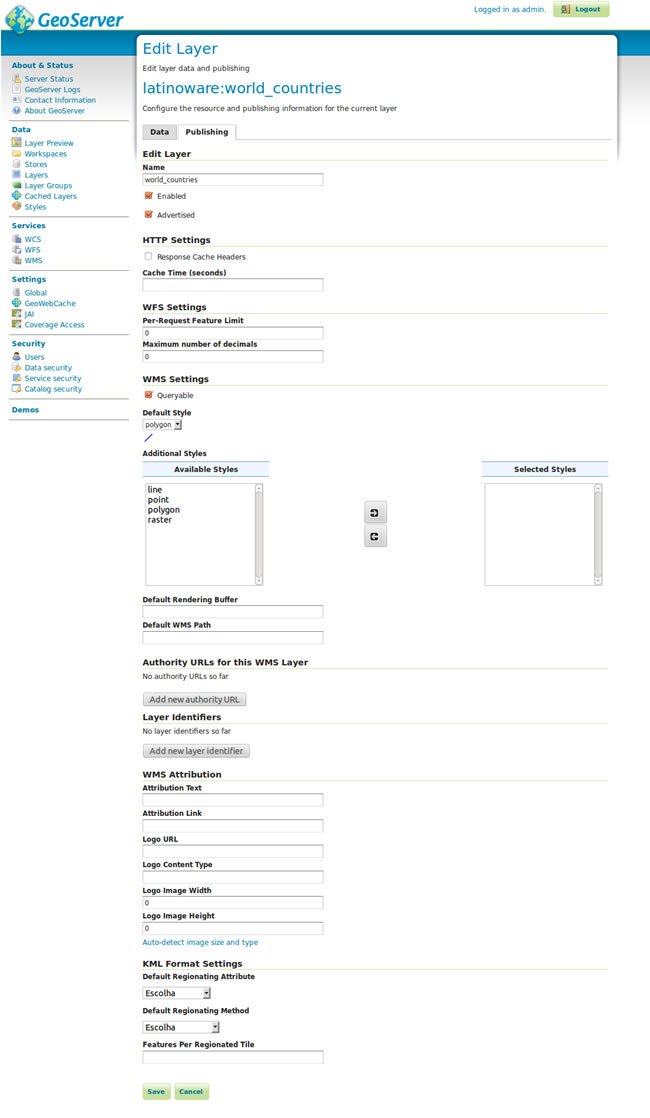 GeoServer
Logged in as admin.
Logout
About & Status
Server Status
GeoServer Logs
Contact Information
About GeoServer
Data
Layer Preview
Workspaces
Stores
Layers
Layer Groups
Cached Layers
Styles
Services
WCS
WFS
WMS
Settings
Global
GeoWebCache
JAI
Coverage Access
Security
Users
Data security
Service security
Catalog security
Demos
Edit Layer
Edit layer data and publishing
latinoware:world_countries
Configure the resource and publishing information for the current layer
Data Publishing
Edit Layer
Name
world_countries
Enabled
Advertised
HTTP Settings
Response Cache Headers
Cache Time (seconds)
WFS Settings
Per-Request Feature Limit
0
Maximum number of decimals
0
WMS Settings
Queryable
Default Style
polygon
Additional Styles
Available Styles
Selected Styles
line
point
polygon
raster
Default Rendering Buffer
Default WMS Path
Authority URLs for this WMS Layer
No authority URLs so far
Add new authority URL
Layer Identifiers
No layer identifiers so far
Add new layer identifier
WMS Attribution
Attribution Text
Attribution Link
Logo URL
Logo Content Type
Logo Image Width
0
Logo Image Height
0
Auto-detect image size and type
KML Format Settings
Default Regionating Attribute
Escolha
Default Regionating Method
Escolha
Features Per Regionated Tile
Save Cancel